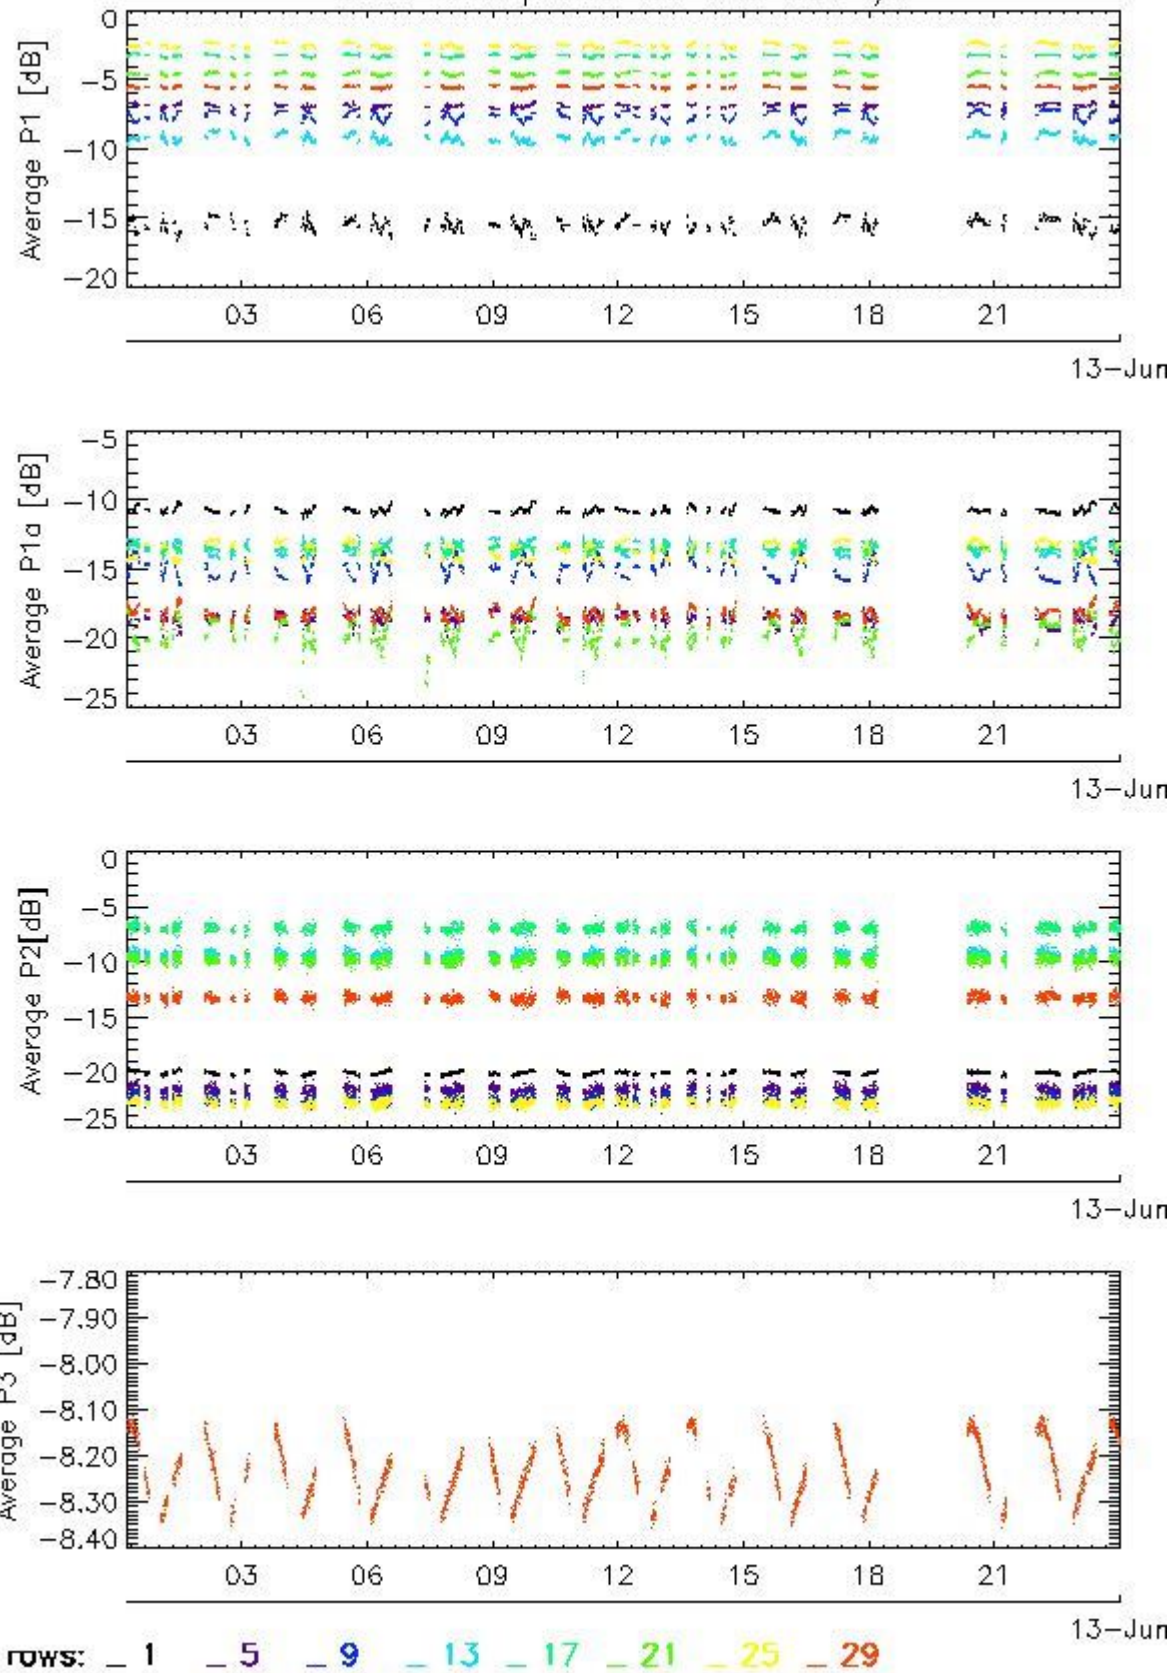 0
Average P1 [dB]
−5
−10
−15
−20
03 06 09 12 15 18 21
13−Jun
−5
Average P1a [dB]
−10
−15
−20
−25
03 06 09 12 15 18 21
13−Jun
0
Average P2[dB]
−5
−10
−15
−20
−25
03 06 09 12 15 18 21
13−Jun
−7.80
Average P3 [dB]
−7.90
−8.00
−8.10
−8.20
−8.30
−8.40
03 06 09 12 15 18 21
13−Jun
rows: _ 1 _ 5 _ 9 _ 13 _ 17 _ 21 _ 25 _ 29